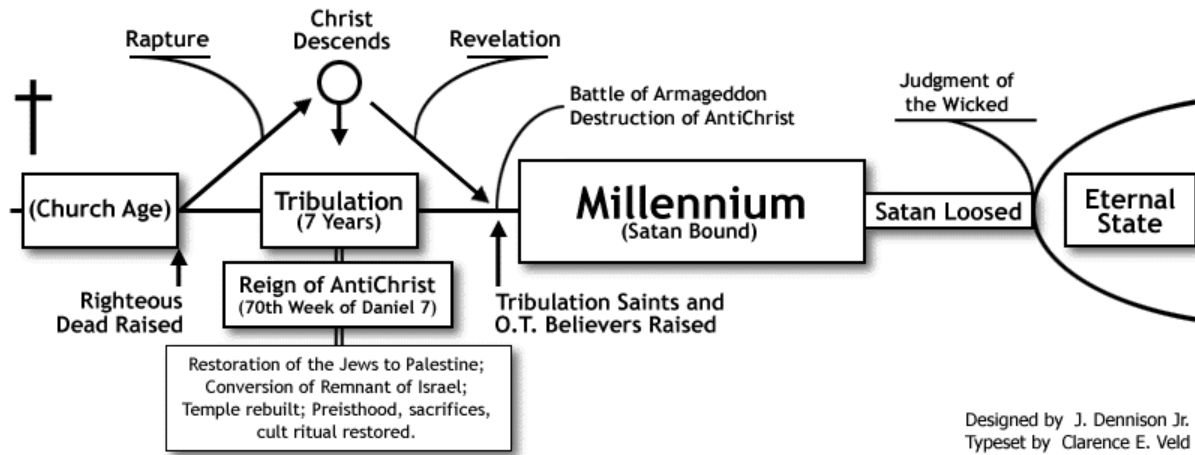 Christ
Descends
Rapture
Revelation
Battle of Armageddon
Destruction of AntiChrist
Judgment of
the Wicked
(Church Age)
Tribulation
(7 Years)
Millennium
(Satan Bound)
Satan Loosed
Eternal
State
Righteous
Dead Raised
Reign of AntiChrist
(70th Week of Daniel 7)
Tribulation Saints and
O.T. Believers Raised
Restoration of the Jews to Palestine;
Conversion of Remnant of Israel;
Temple rebuilt; Preisthood, sacrifices,
cult ritual restored.
Designed by J. Dennison Jr.
Typeset by Clarence E. Veld